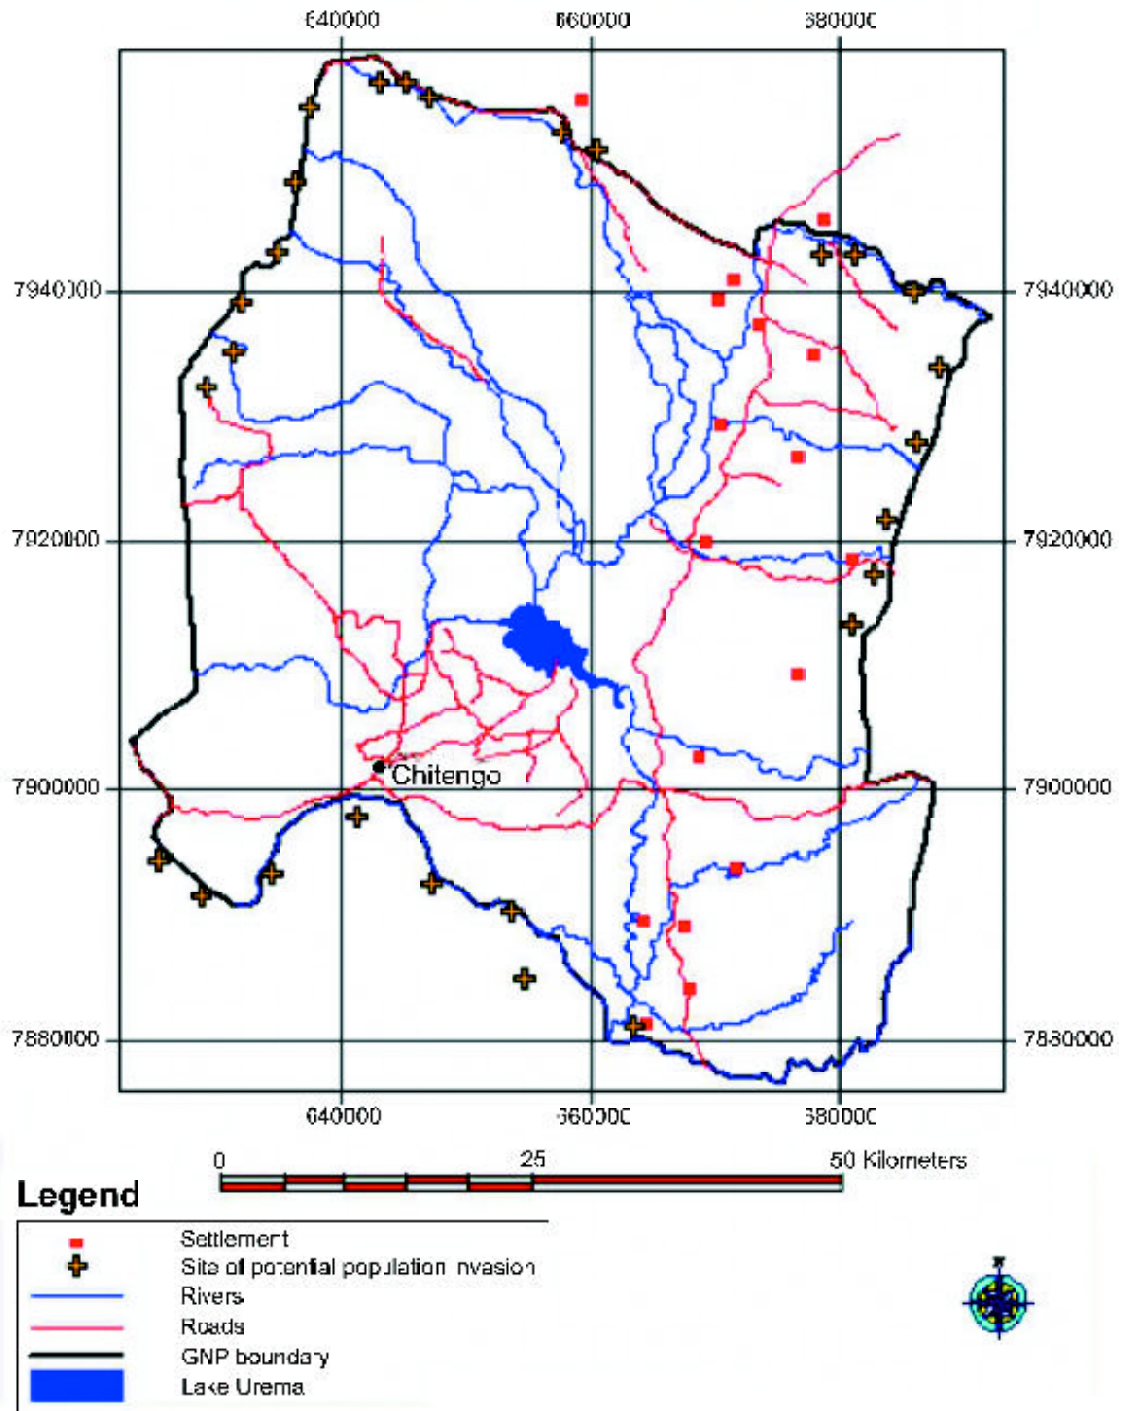 640000 660000 680000
7940000 7940000
7920000 7920000
Chitengo
7900000 7900000
7880000 7880000
640000 660000 680000
0 25 50 Kilometers
Legend
Settlement
Site of potential population invasion
Rivers
Roads
GNP boundary
Lake Urema